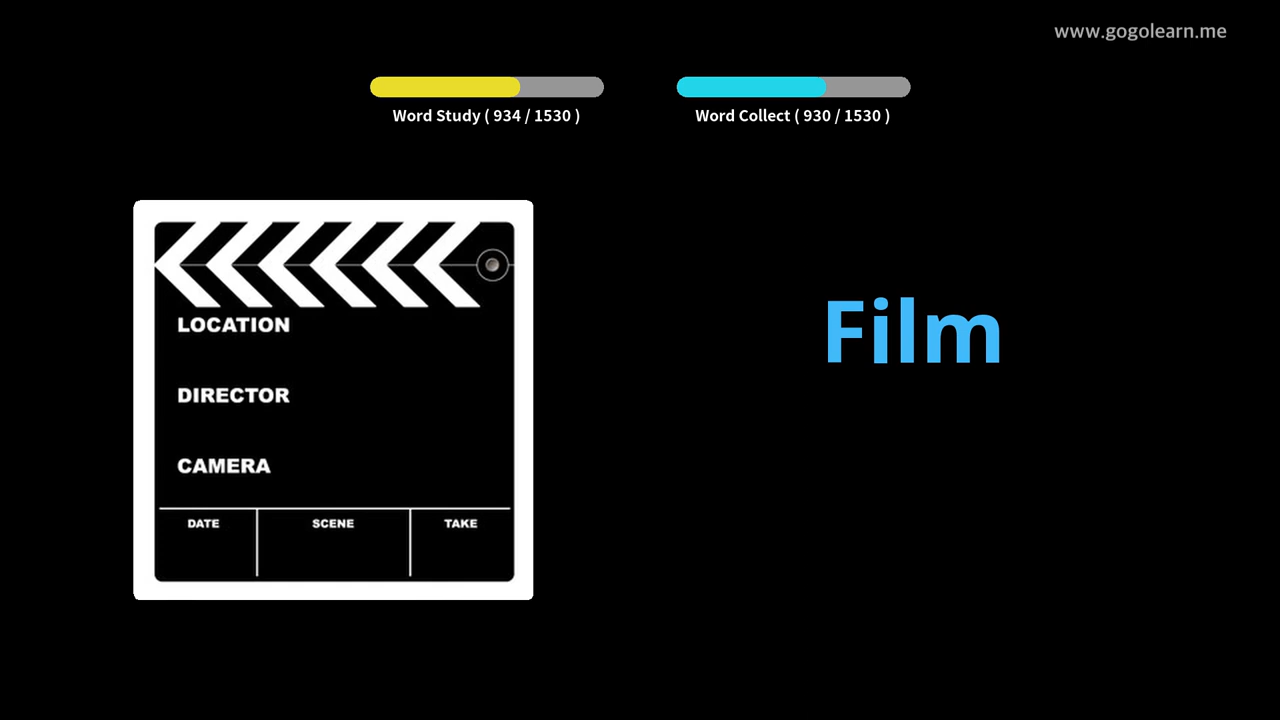 www.gogolearn.me
Word Study ( 934 / 1530 )
Word Collect ( 930 / 1530 )
LOCATION
DIRECTOR
CAMERA
DATE
SCENE
TAKE
Film